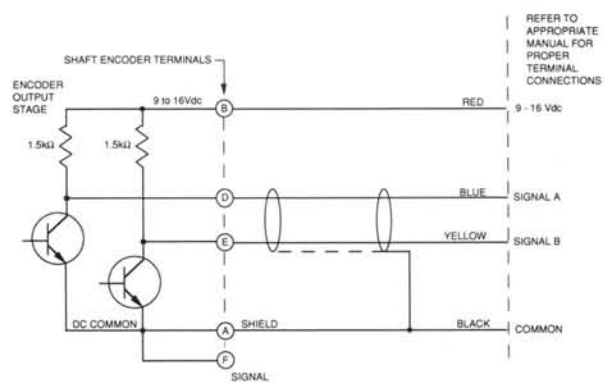 REFER TO
APPROPRIATE
MANUAL FOR
PROPER
TERMINAL
CONNECTIONS
SHAFT ENCODER TERMINALS
ENCODER
OUTPUT
STAGE
9 to 16Vdc
B
RED
9 - 16 Vdc
1.5kΩ
1.5kΩ
D
BLUE
SIGNAL A
E
YELLOW
SIGNAL B
DC COMMON
A
SHIELD
BLACK
COMMON
F
SIGNAL